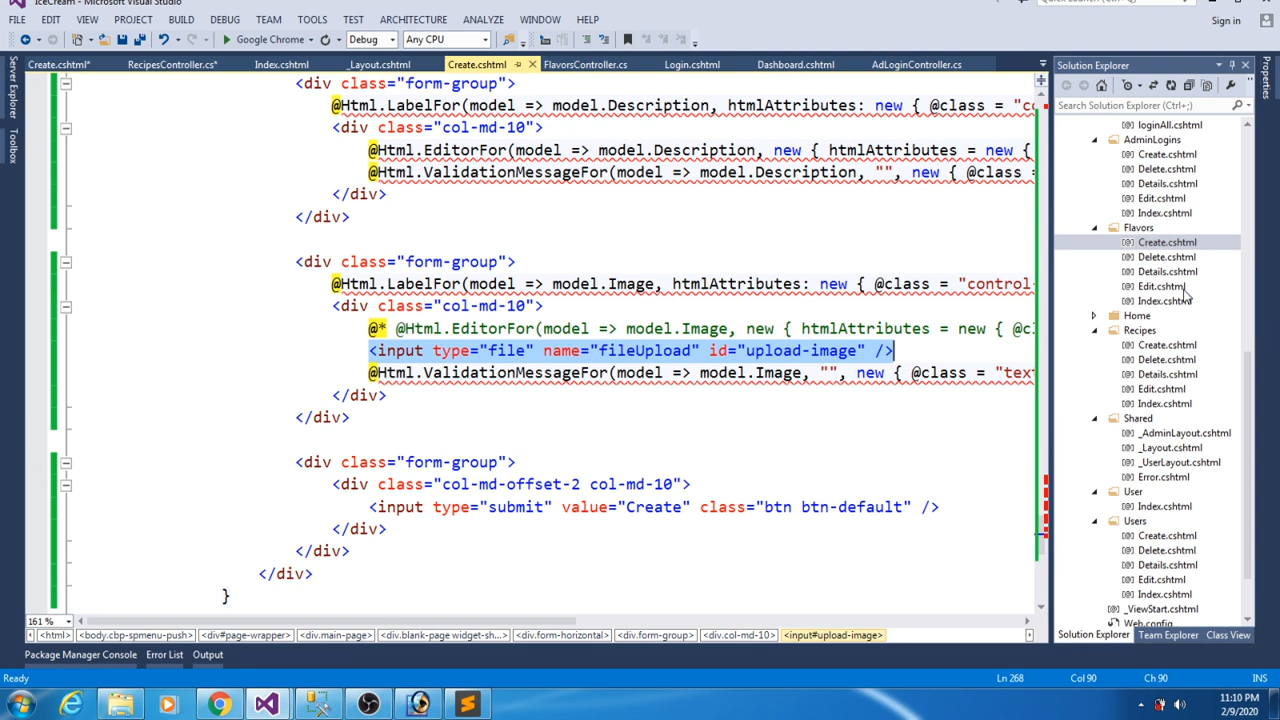 IceCream - Microsoft Visual Studio
FILE EDIT VIEW PROJECT BUILD DEBUG TEAM TOOLS TEST ARCHITECTURE ANALYZE WINDOW HELP Sign in
Google Chrome Debug Any CPU
Create.cshtml* RecipesController.cs* Index.cshtml _Layout.cshtml Create.cshtml FlavorsController.cs Login.cshtml Dashboard.cshtml AdLoginController.cs
Server Explorer
Toolbox
<div class="form-group">
@Html.LabelFor(model => model.Description, htmlAttributes: new { @class = "co
<div class="col-md-10">
@Html.EditorFor(model => model.Description, new { htmlAttributes = new {
@Html.ValidationMessageFor(model => model.Description, "", new { @class =
</div>
</div>
<div class="form-group">
@Html.LabelFor(model => model.Image, htmlAttributes: new { @class = "control-
<div class="col-md-10">
@* @Html.EditorFor(model => model.Image, new { htmlAttributes = new { @cl
<input type="file" name="fileUpload" id="upload-image" />
@Html.ValidationMessageFor(model => model.Image, "", new { @class = "text
</div>
</div>
<div class="form-group">
<div class="col-md-offset-2 col-md-10">
<input type="submit" value="Create" class="btn btn-default" />
</div>
</div>
</div>
}
161 %
<html> <body.cbp-spmenu-push> <div#page-wrapper> <div.main-page> <div.blank-page widget-sh... <div.form-horizontal> <div.form-group> <div.col-md-10> <input#upload-image>
Package Manager Console Error List Output
Solution Explorer
Search Solution Explorer (Ctrl+;)
loginAll.cshtml
AdminLogins
Create.cshtml
Delete.cshtml
Details.cshtml
Edit.cshtml
Index.cshtml
Flavors
Create.cshtml
Delete.cshtml
Details.cshtml
Edit.cshtml
Index.cshtml
Home
Recipes
Create.cshtml
Delete.cshtml
Details.cshtml
Edit.cshtml
Index.cshtml
Shared
_AdminLayout.cshtml
_Layout.cshtml
_UserLayout.cshtml
Error.cshtml
User
Index.cshtml
Users
Create.cshtml
Delete.cshtml
Details.cshtml
Edit.cshtml
Index.cshtml
_ViewStart.cshtml
Web.config
Solution Explorer Team Explorer Class View
Properties
Ready Ln 268 Col 90 Ch 90 INS
11:10 PM
2/9/2020